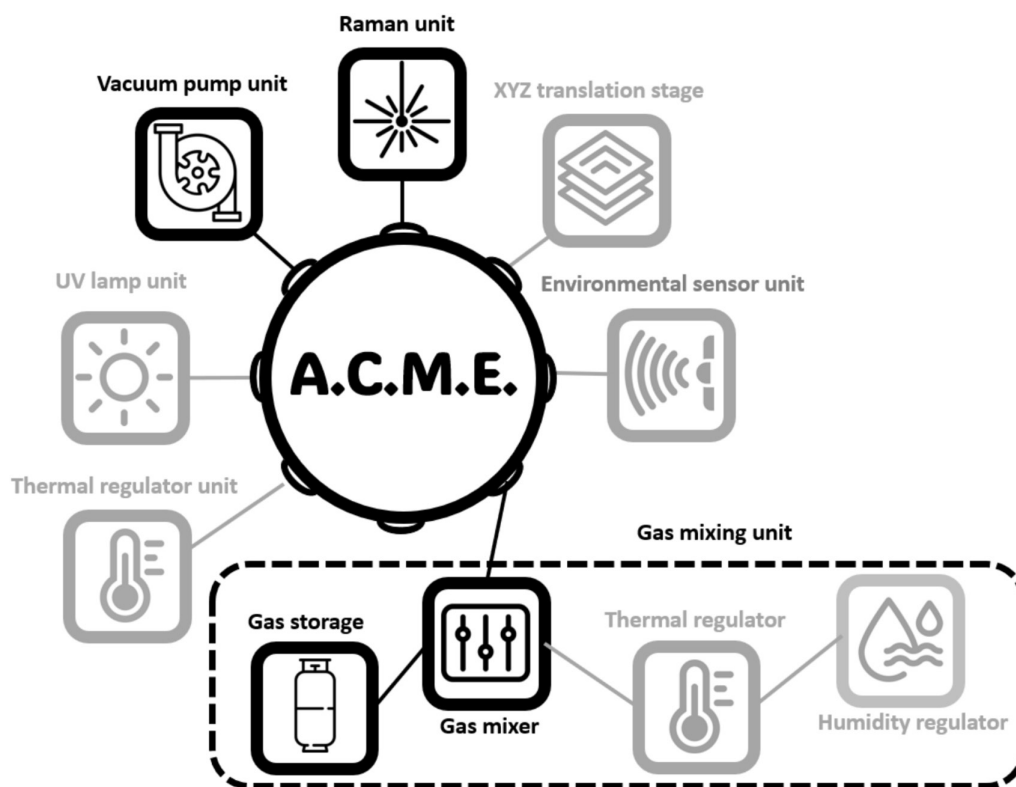 Raman unit
Vacuum pump unit
XYZ translation stage
UV lamp unit
Environmental sensor unit
A.C.M.E.
Thermal regulator unit
Gas mixing unit
Gas storage
Thermal regulator
Gas mixer
Humidity regulator